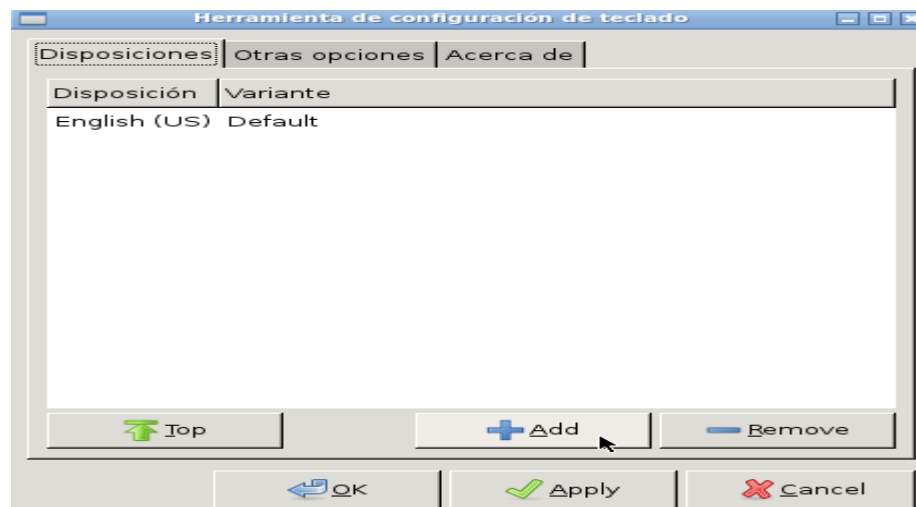 Herramienta de configuración de teclado
Disposiciones Otras opciones Acerca de
Disposición Variante
English (US) Default
Top Add Remove
OK Apply Cancel